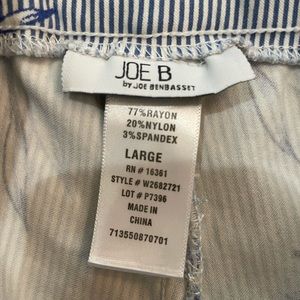 JOE B
by JOE BENBASSET
77%RAYON
20%NYLON
3%SPANDEX
LARGE
RN # 16361
STYLE # W2682721
LOT # P7396
MADE IN
CHINA
713550870701